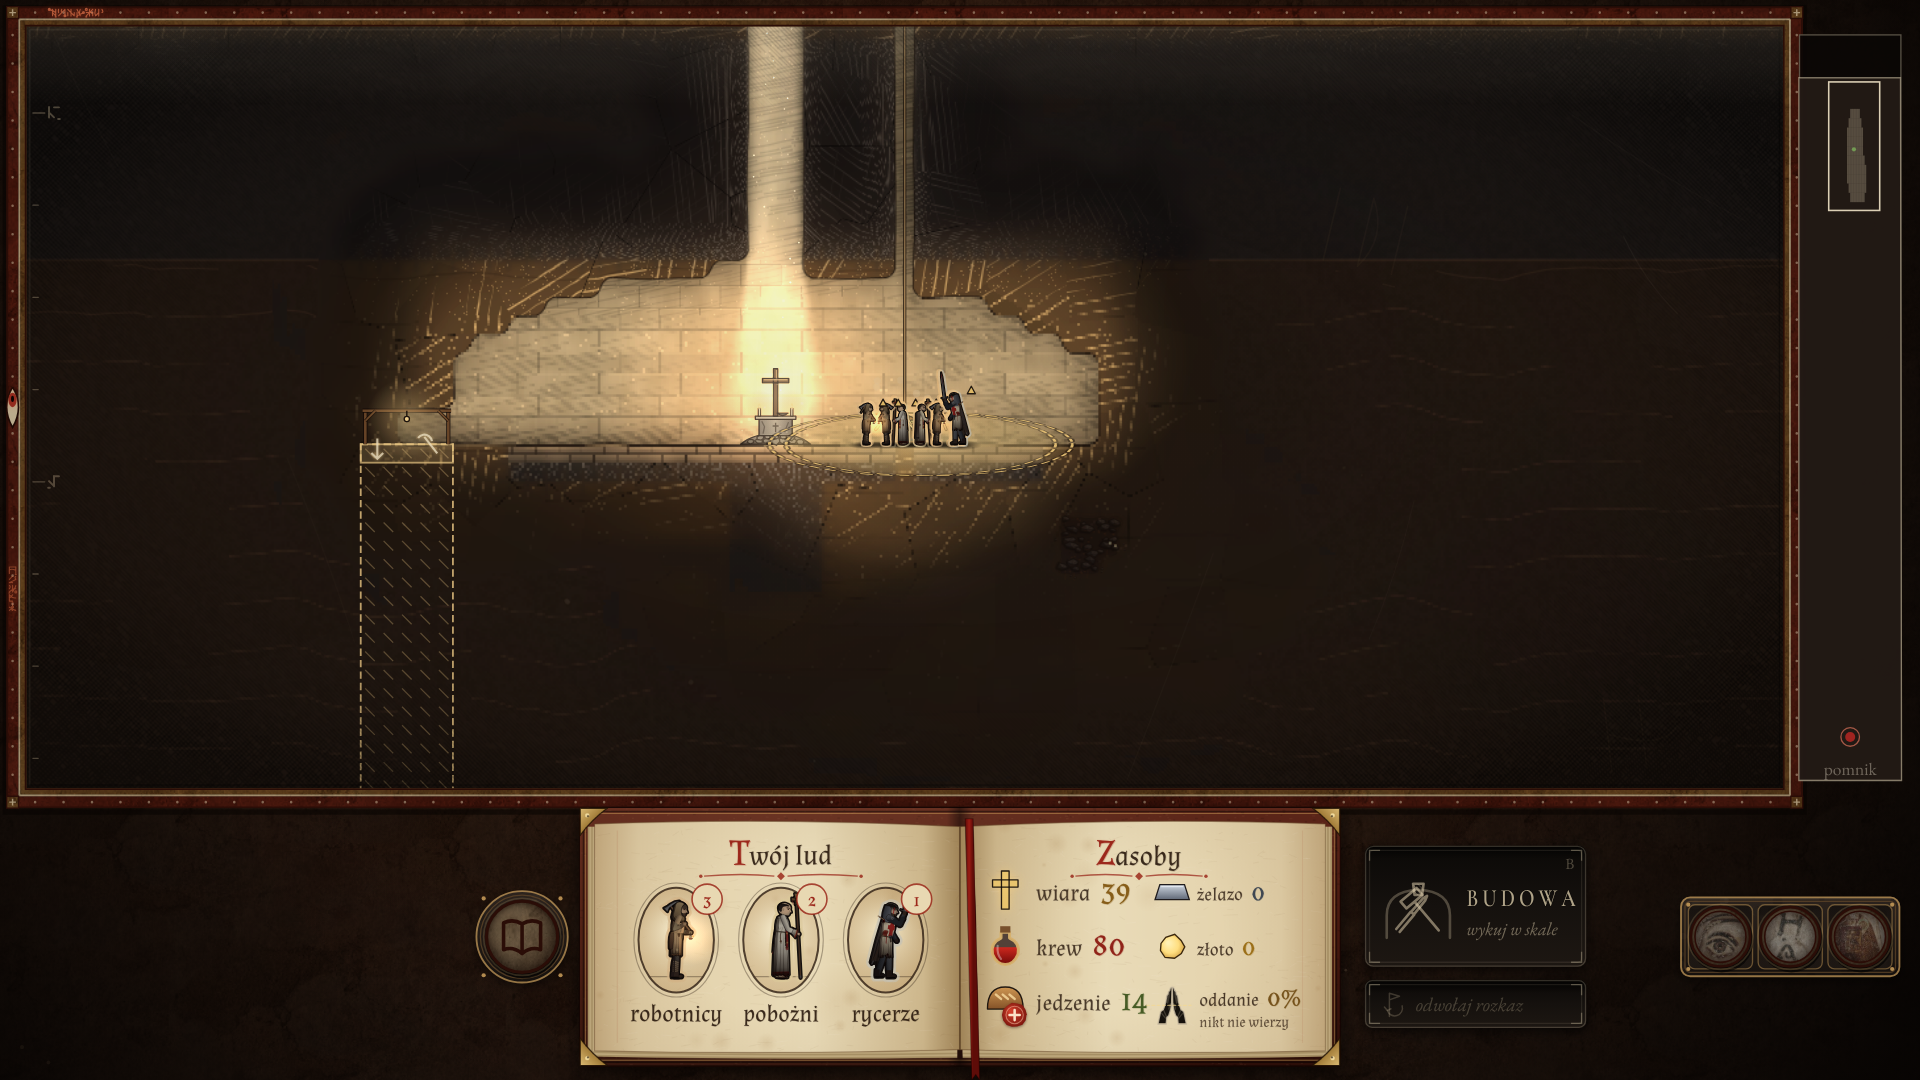 pomnik
Twój lud
3
2
1
robotnicy
pobożni
rycerze
Zasoby
wiara 39
żelazo 0
krew 80
złoto 0
jedzenie 14
oddanie 0%
nikt nie wierzy
B
BUDOWA
wykuj w skale
odwołaj rozkaz